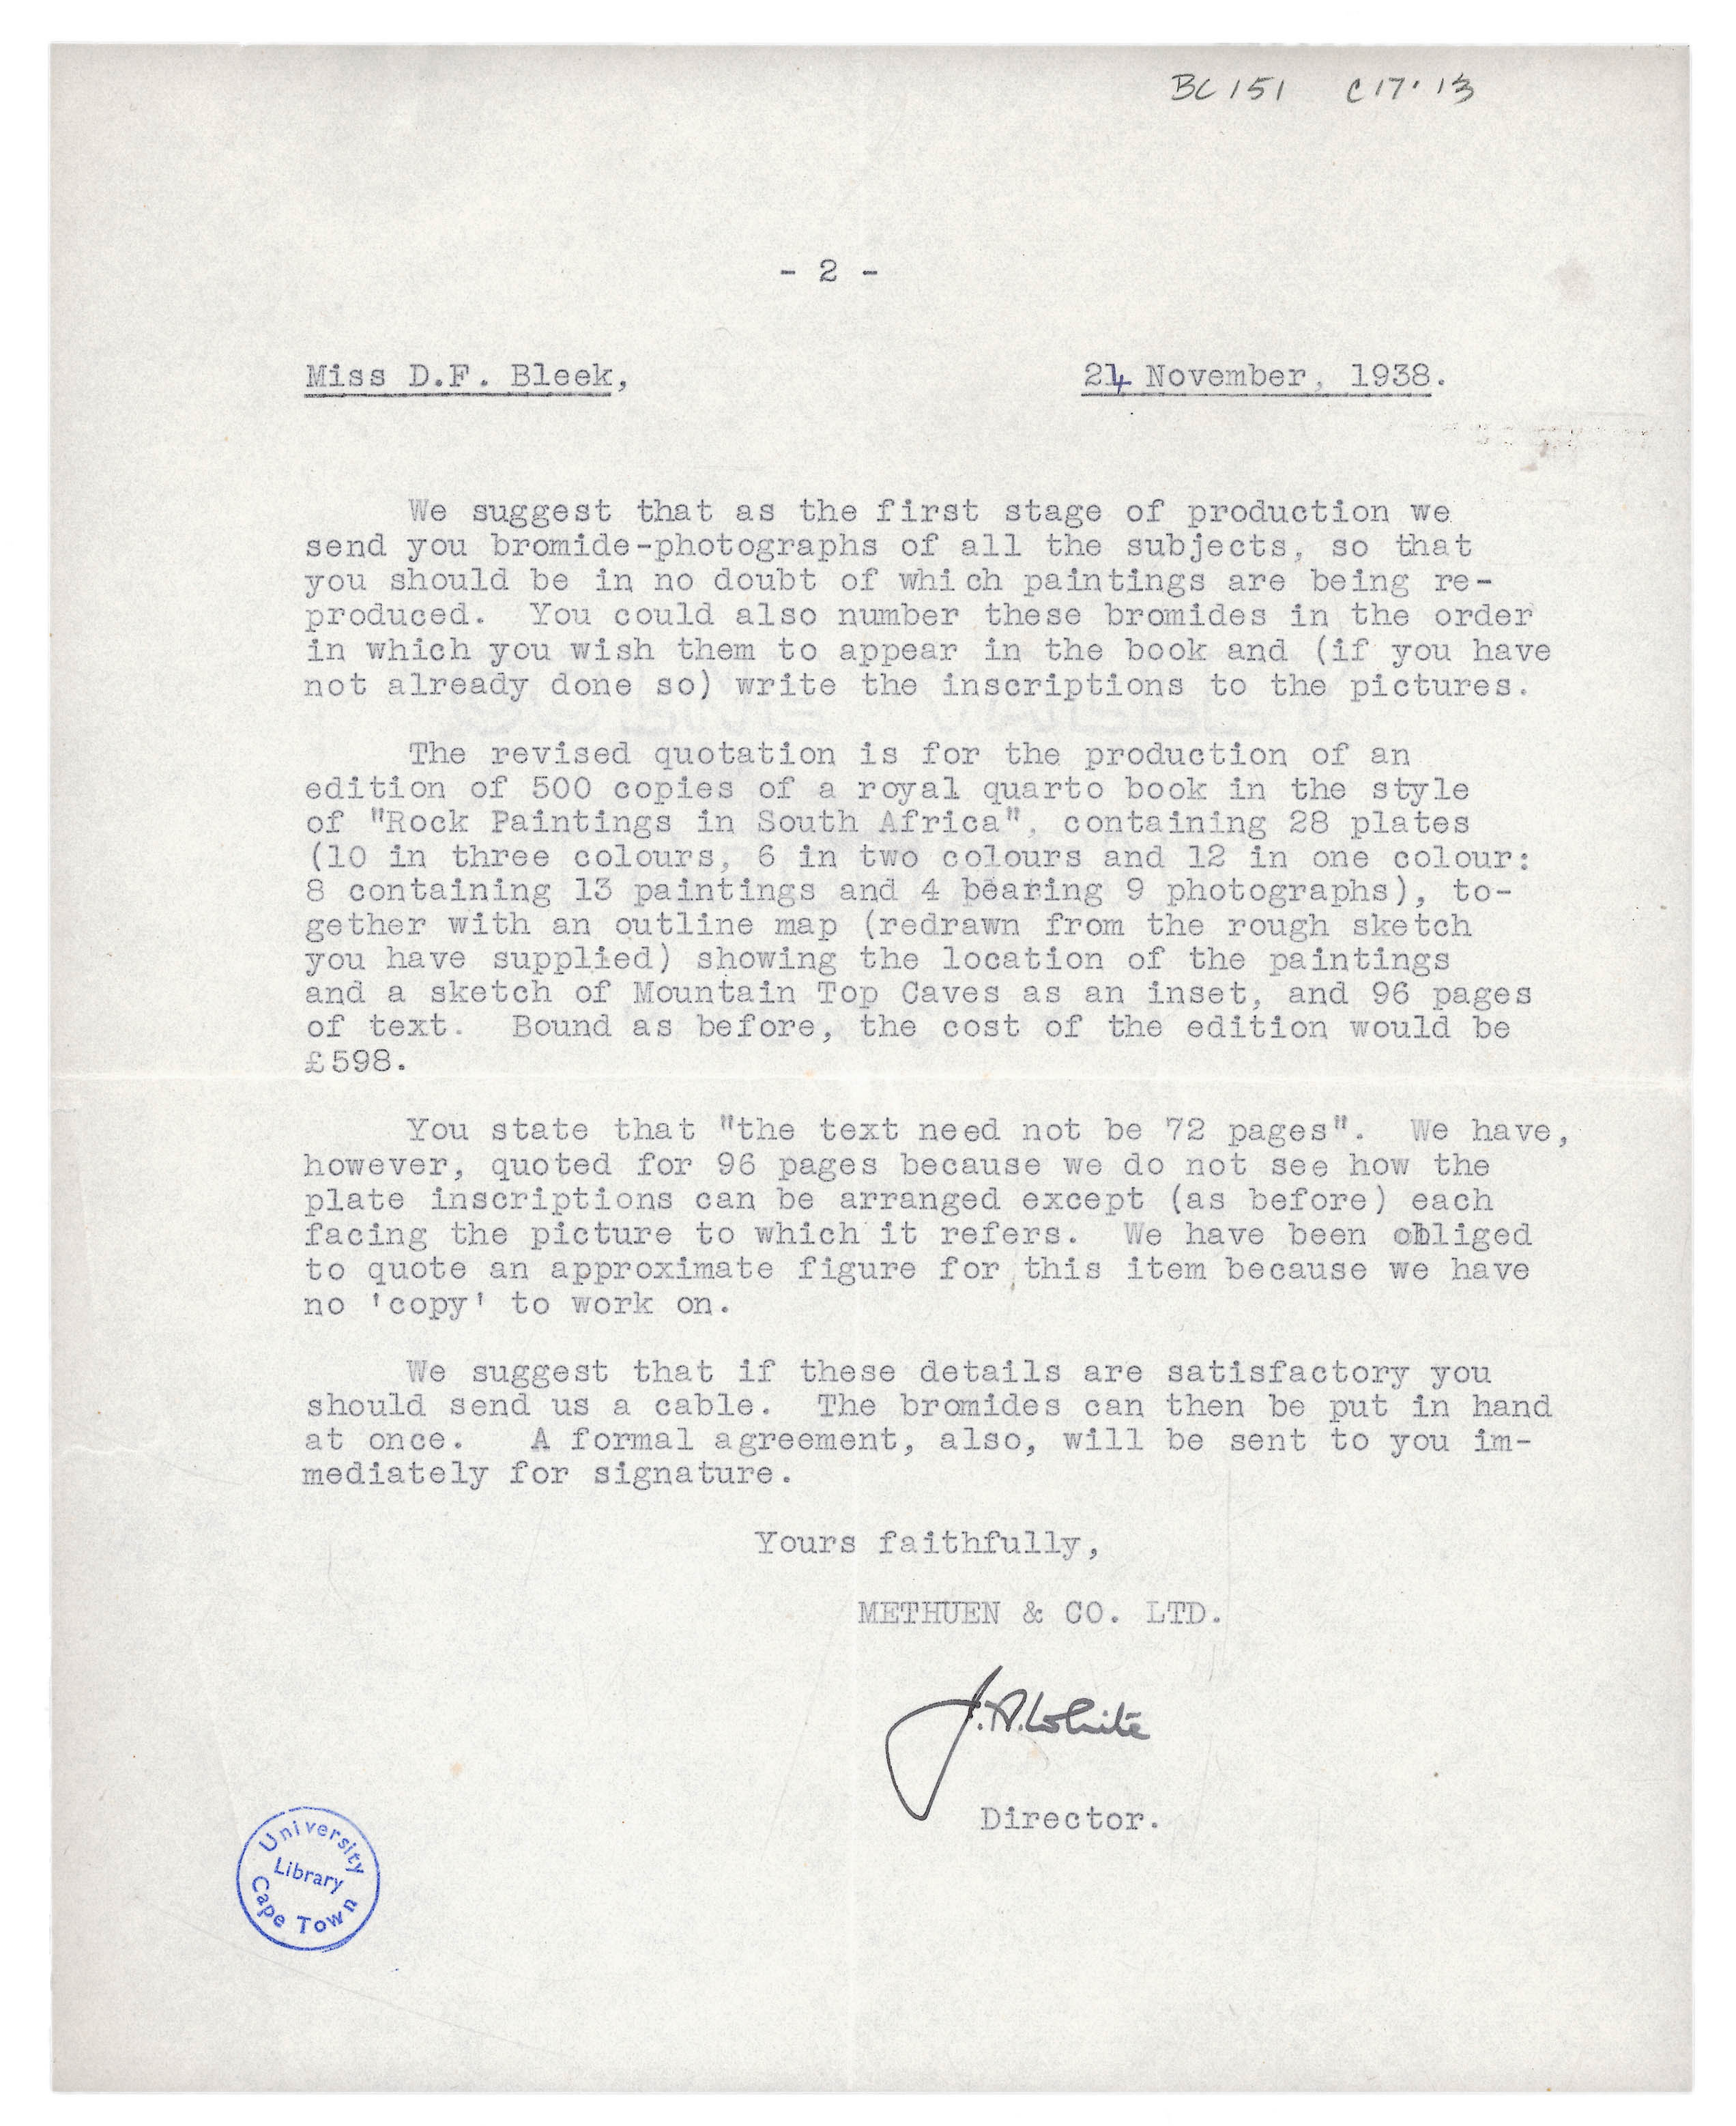 BC 151 C17.13
- 2 -
Miss D.F. Bleek, 24 November, 1938.
We suggest that as the first stage of production we
send you bromide-photographs of all the subjects, so that
you should be in no doubt of which paintings are being re-
produced. You could also number these bromides in the order
in which you wish them to appear in the book and (if you have
not already done so) write the inscriptions to the pictures.
The revised quotation is for the production of an
edition of 500 copies of a royal quarto book in the style
of "Rock Paintings in South Africa", containing 28 plates
(10 in three colours, 6 in two colours and 12 in one colour:
8 containing 13 paintings and 4 bearing 9 photographs), to-
gether with an outline map (redrawn from the rough sketch
you have supplied) showing the location of the paintings
and a sketch of Mountain Top Caves as an inset, and 96 pages
of text. Bound as before, the cost of the edition would be
£598.
You state that "the text need not be 72 pages". We have,
however, quoted for 96 pages because we do not see how the
plate inscriptions can be arranged except (as before) each
facing the picture to which it refers. We have been obliged
to quote an approximate figure for this item because we have
no 'copy' to work on.
We suggest that if these details are satisfactory you
should send us a cable. The bromides can then be put in hand
at once. A formal agreement, also, will be sent to you im-
mediately for signature.
Yours faithfully,
METHUEN & CO. LTD.
J.A.White
Director.
University
Library
Cape Town